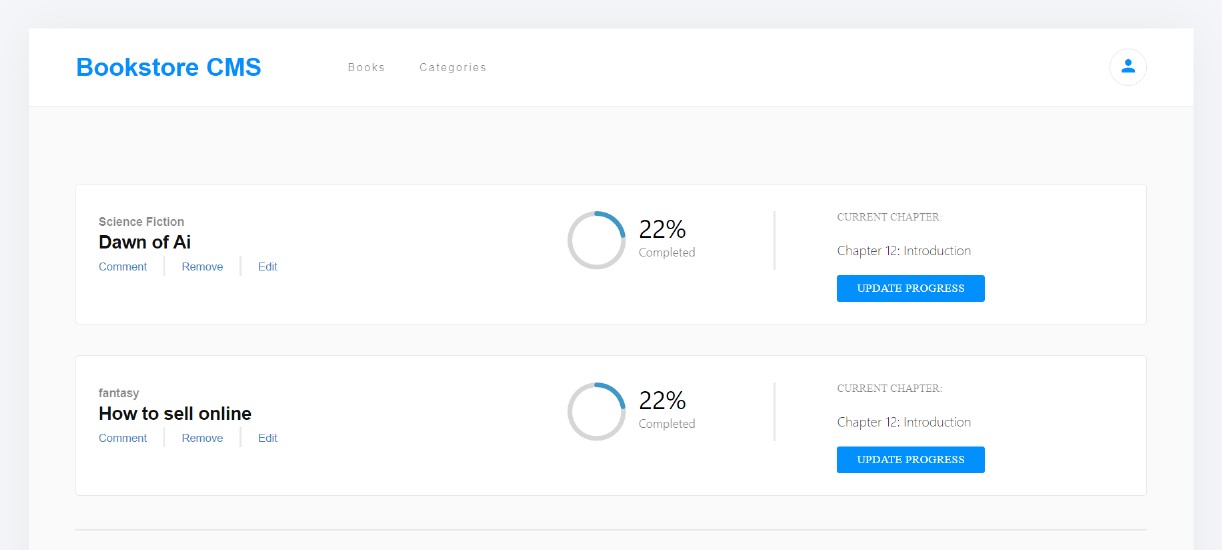 Bookstore CMS
Books Categories
Science Fiction
Dawn of Ai
Comment Remove Edit
22%
Completed
CURRENT CHAPTER:
Chapter 12: Introduction
UPDATE PROGRESS
fantasy
How to sell online
Comment Remove Edit
22%
Completed
CURRENT CHAPTER:
Chapter 12: Introduction
UPDATE PROGRESS